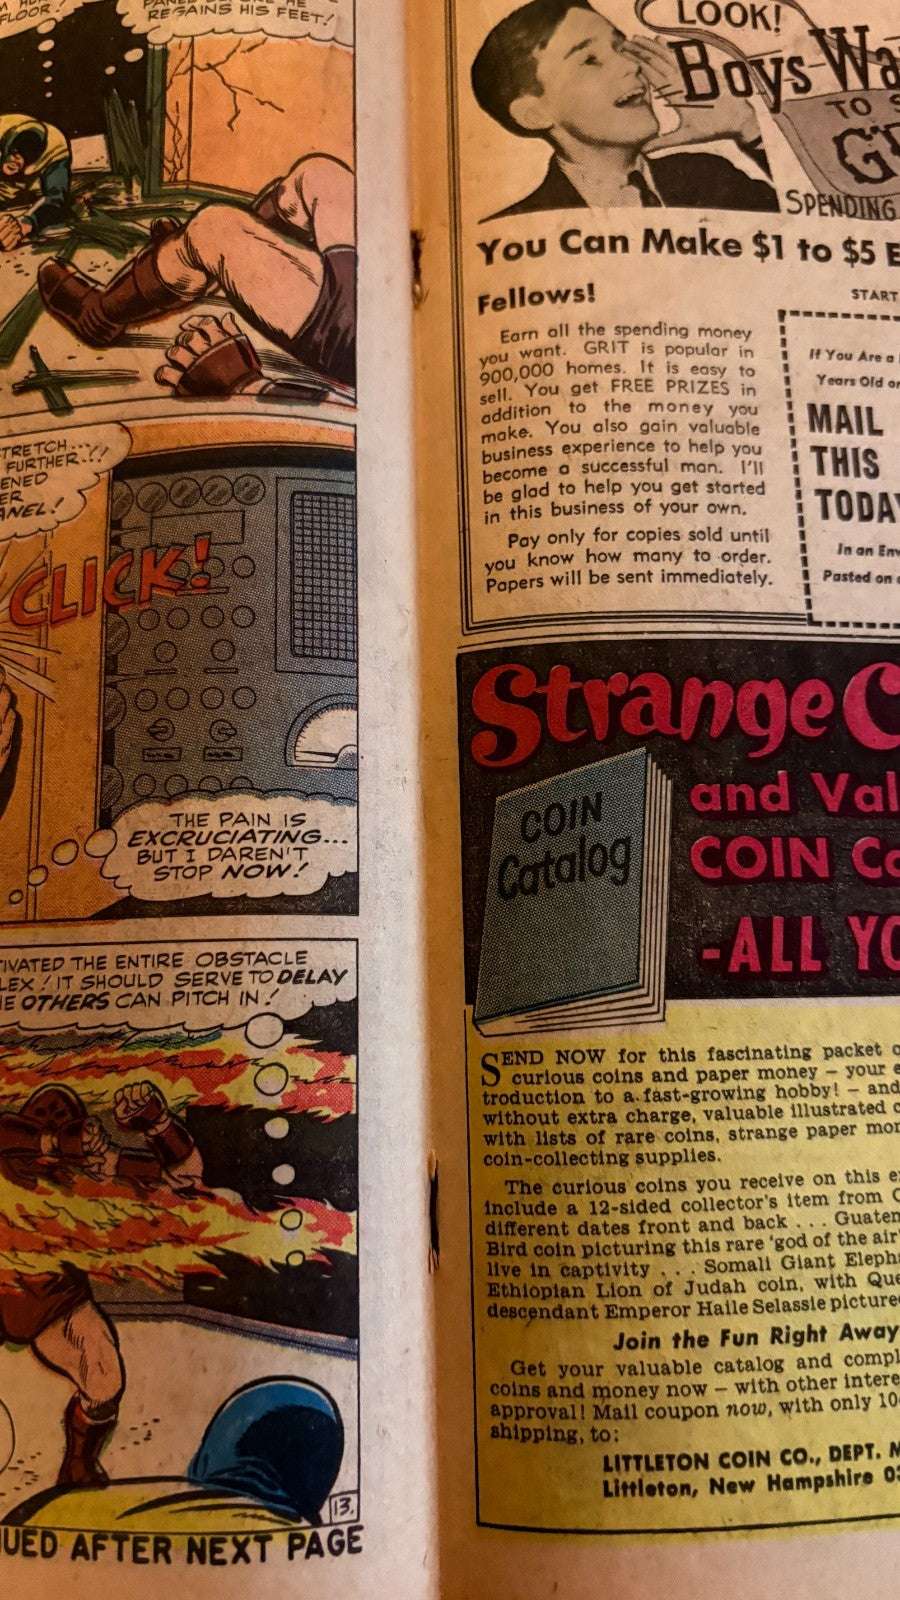 FLOOR!
REGAINS HIS FEET!
STRETCH...
FURTHER...!
PANEL!
CLICK!
THE PAIN IS
EXCRUCIATING...
BUT I DAREN'T
STOP NOW!
THE ENTIRE OBSTACLE
IT SHOULD SERVE TO DELAY
OTHERS CAN PITCH IN!
13.
AFTER NEXT PAGE
LOOK!
Boys Wa
TO S
GR
SPENDING
You Can Make $1 to $5 E
Fellows!
Earn all the spending money
you want. GRIT is popular in
900,000 homes. It is easy to
sell. You get FREE PRIZES in
addition to the money you
make. You also gain valuable
business experience to help you
become a successful man. I'll
be glad to help you get started
in this business of your own.
Pay only for copies sold until
you know how many to order.
Papers will be sent immediately.
START
If You Are a
Years Old or
MAIL
THIS
TODAY
In an Env
Pasted on a
Strange C
and Val
COIN Co
-ALL YO
COIN
Catalog
SEND NOW for this fascinating packet o
curious coins and paper money – your e
troduction to a fast-growing hobby! – and
without extra charge, valuable illustrated c
with lists of rare coins, strange paper mon
coin-collecting supplies.
The curious coins you receive on this e
include a 12-sided collector's item from C
different dates front and back . . . Guatem
Bird coin picturing this rare 'god of the air'
live in captivity . . . Somali Giant Eleph
Ethiopian Lion of Judah coin, with Que
descendant Emperor Haile Selassie picture
Join the Fun Right Away
Get your valuable catalog and compl
coins and money now – with other intere
approval! Mail coupon now, with only 10
shipping, to:
LITTLETON COIN CO., DEPT. M
Littleton, New Hampshire 03